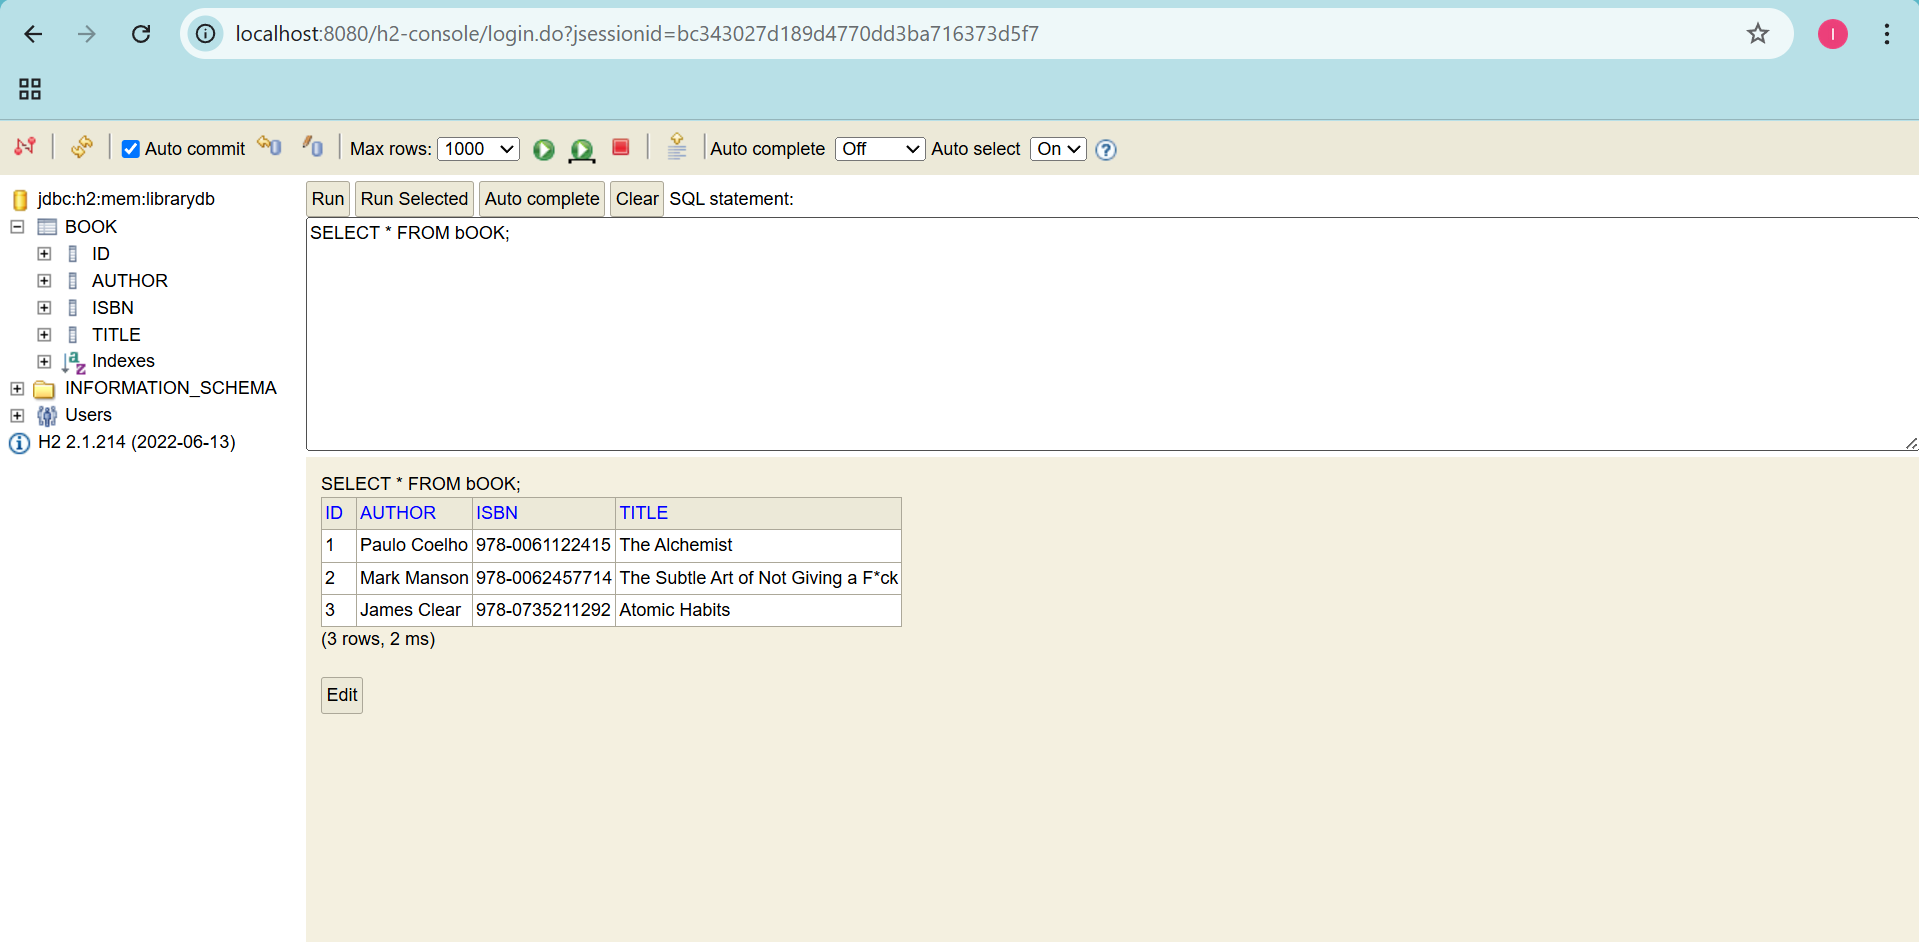 localhost:8080/h2-console/login.do?jsessionid=bc343027d189d4770dd3ba716373d5f7
I
Auto commit Max rows: 1000 Auto complete Off Auto select On ?
jdbc:h2:mem:librarydb
BOOK
ID
AUTHOR
ISBN
TITLE
Indexes
INFORMATION_SCHEMA
Users
H2 2.1.214 (2022-06-13)
Run Run Selected Auto complete Clear SQL statement:
SELECT * FROM bOOK;
SELECT * FROM bOOK;
ID AUTHOR ISBN TITLE
1 Paulo Coelho 978-0061122415 The Alchemist
2 Mark Manson 978-0062457714 The Subtle Art of Not Giving a F*ck
3 James Clear 978-0735211292 Atomic Habits
(3 rows, 2 ms)
Edit